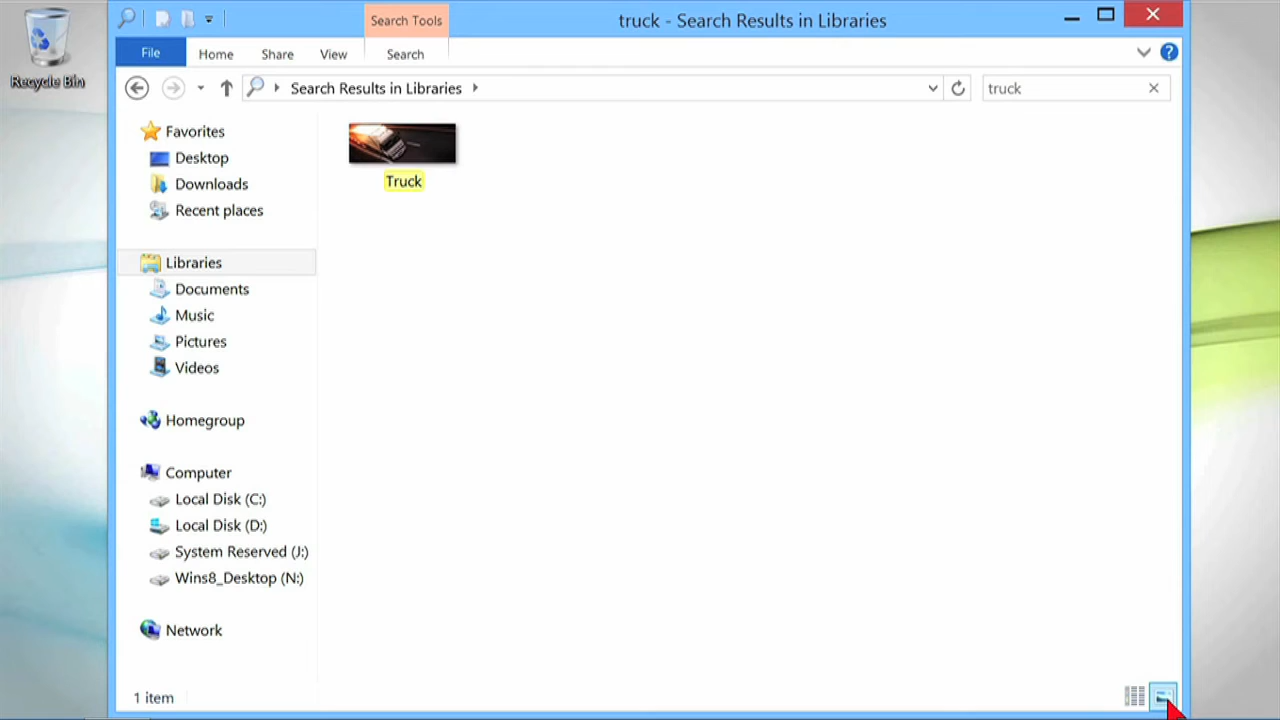 Recycle Bin
Search Tools
truck - Search Results in Libraries
File
Home
Share
View
Search
Search Results in Libraries
truck
Favorites
Desktop
Downloads
Recent places
Libraries
Documents
Music
Pictures
Videos
Homegroup
Computer
Local Disk (C:)
Local Disk (D:)
System Reserved (J:)
Wins8_Desktop (N:)
Network
Truck
1 item